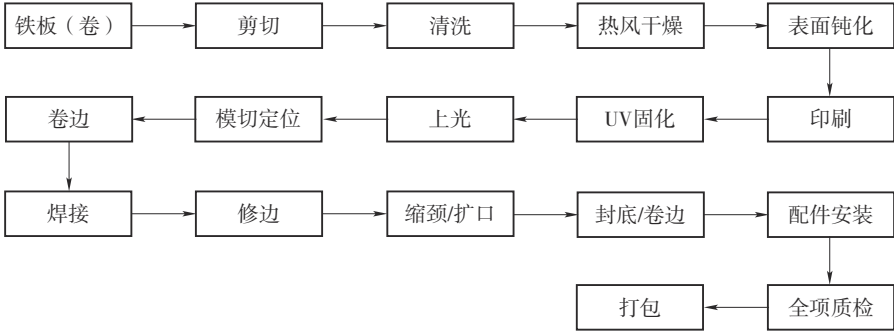 铁板（卷）
剪切
清洗
热风干燥
表面钝化
印刷
UV固化
上光
模切定位
卷边
焊接
修边
缩颈/扩口
封底/卷边
配件安装
全项质检
打包